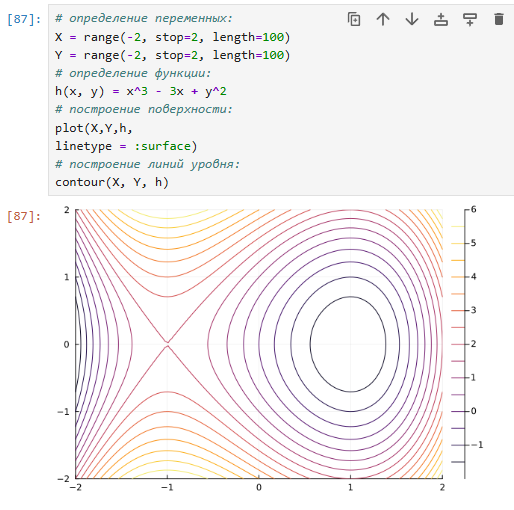 [87]:
# определение переменных:
X = range(-2, stop=2, length=100)
Y = range(-2, stop=2, length=100)
# определение функции:
h(x, y) = x^3 - 3x + y^2
# построение поверхности:
plot(X,Y,h,
linetype = :surface)
# построение линий уровня:
contour(X, Y, h)
[87]:
2
1
0
−1
−2
−2
−1
0
1
2
6
5
4
3
2
1
0
−1